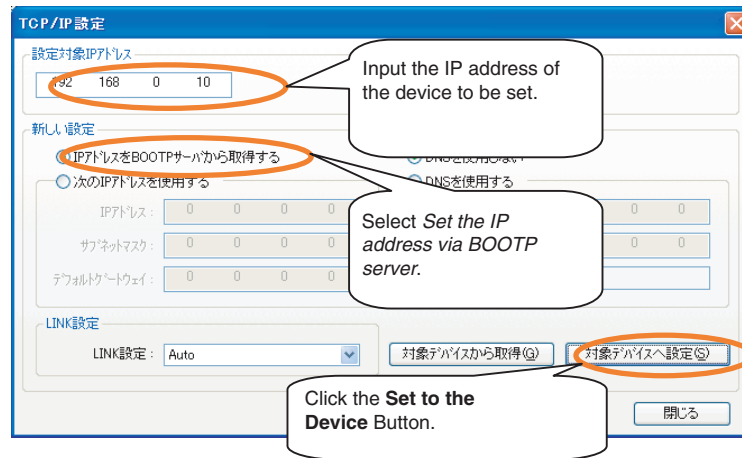 TCP/IP設定
設定対象IPアドレス
192 168 0 10
Input the IP address of
the device to be set.
新しい設定
IPアドレスをBOOTPサーバから取得する
DNSを使用しない
次のIPアドレスを使用する
DNSを使用する
IPアドレス: 0 0 0 0
0 0
サブネットマスク: 0 0 0 0
0 0
デフォルトゲートウェイ: 0 0 0 0
Select Set the IP
address via BOOTP
server.
LINK設定
LINK設定: Auto
対象デバイスから取得(G)
対象デバイスへ設定(S)
Click the Set to the
Device Button.
閉じる